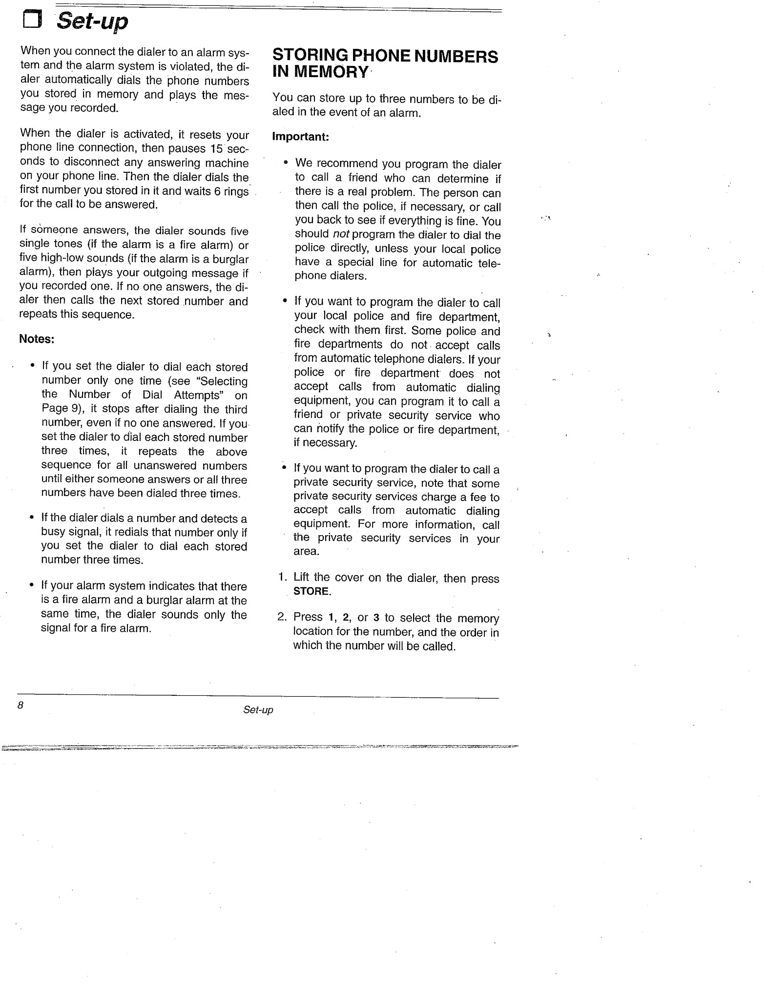 Set-up
When you connect the dialer to an alarm sys-
tem and the alarm system is violated, the di-
aler automatically dials the phone numbers
you stored in memory and plays the mes-
sage you recorded.
When the dialer is activated, it resets your
phone line connection, then pauses 15 sec-
onds to disconnect any answering machine
on your phone line. Then the dialer dials the
first number you stored in it and waits 6 rings
for the call to be answered.
If someone answers, the dialer sounds five
single tones (if the alarm is a fire alarm) or
five high-low sounds (if the alarm is a burglar
alarm), then plays your outgoing message if
you recorded one. If no one answers, the di-
aler then calls the next stored number and
repeats this sequence.
Notes:
• If you set the dialer to dial each stored
number only one time (see “Selecting
the Number of Dial Attempts” on
Page 9), it stops after dialing the third
number, even if no one answered. If you
set the dialer to dial each stored number
three times, it repeats the above
sequence for all unanswered numbers
until either someone answers or all three
numbers have been dialed three times.
• If the dialer dials a number and detects a
busy signal, it redials that number only if
you set the dialer to dial each stored
number three times.
• If your alarm system indicates that there
is a fire alarm and a burglar alarm at the
same time, the dialer sounds only the
signal for a fire alarm.
STORING PHONE NUMBERS
IN MEMORY
You can store up to three numbers to be di-
aled in the event of an alarm.
Important:
• We recommend you program the dialer
to call a friend who can determine if
there is a real problem. The person can
then call the police, if necessary, or call
you back to see if everything is fine. You
should not program the dialer to dial the
police directly, unless your local police
have a special line for automatic tele-
phone dialers.
• If you want to program the dialer to call
your local police and fire department,
check with them first. Some police and
fire departments do not accept calls
from automatic telephone dialers. If your
police or fire department does not
accept calls from automatic dialing
equipment, you can program it to call a
friend or private security service who
can notify the police or fire department,
if necessary.
• If you want to program the dialer to call a
private security service, note that some
private security services charge a fee to
accept calls from automatic dialing
equipment. For more information, call
the private security services in your
area.
1. Lift the cover on the dialer, then press
STORE.
2. Press 1, 2, or 3 to select the memory
location for the number, and the order in
which the number will be called.
8
Set-up